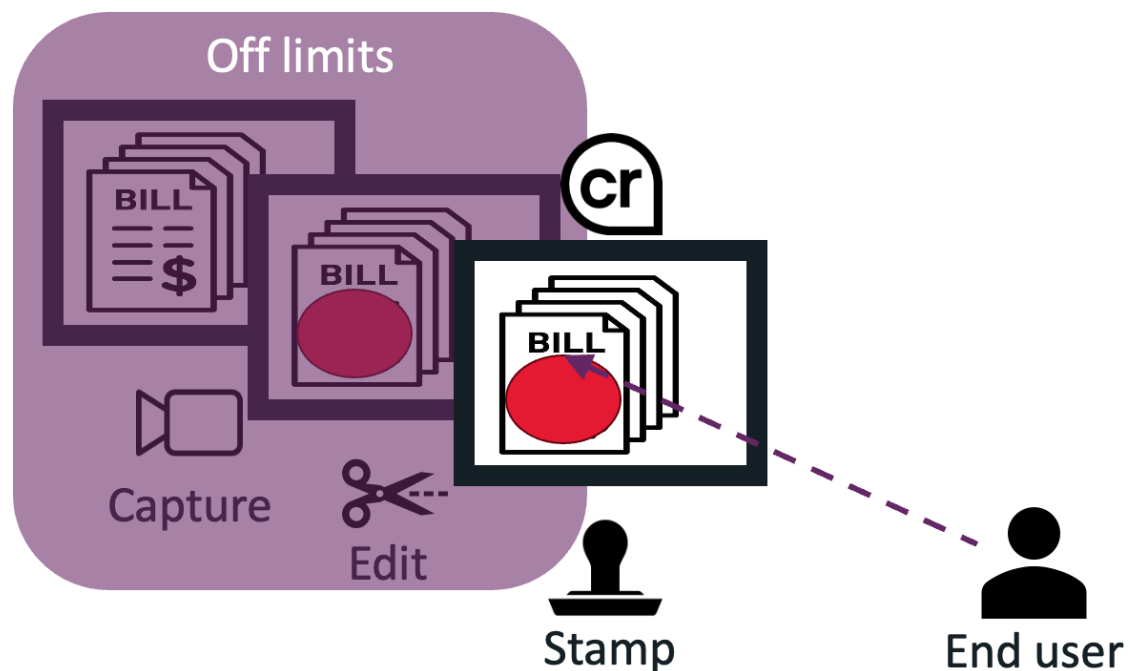 Off limits
BILL
$
BILL
cr
BILL
Capture
Edit
Stamp
End user